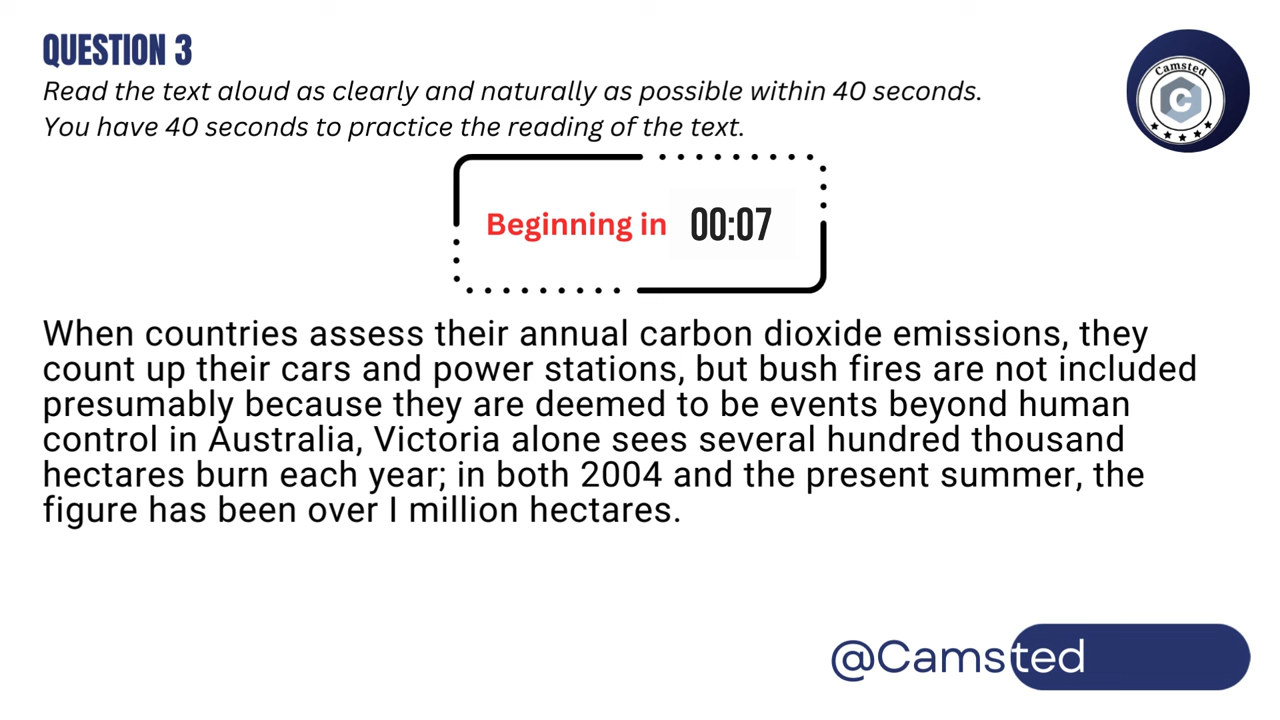 QUESTION 3
Read the text aloud as clearly and naturally as possible within 40 seconds.
You have 40 seconds to practice the reading of the text.
Camsted
C
Beginning in 00:07
When countries assess their annual carbon dioxide emissions, they
count up their cars and power stations, but bush fires are not included
presumably because they are deemed to be events beyond human
control in Australia, Victoria alone sees several hundred thousand
hectares burn each year; in both 2004 and the present summer, the
figure has been over I million hectares.
@Camsted